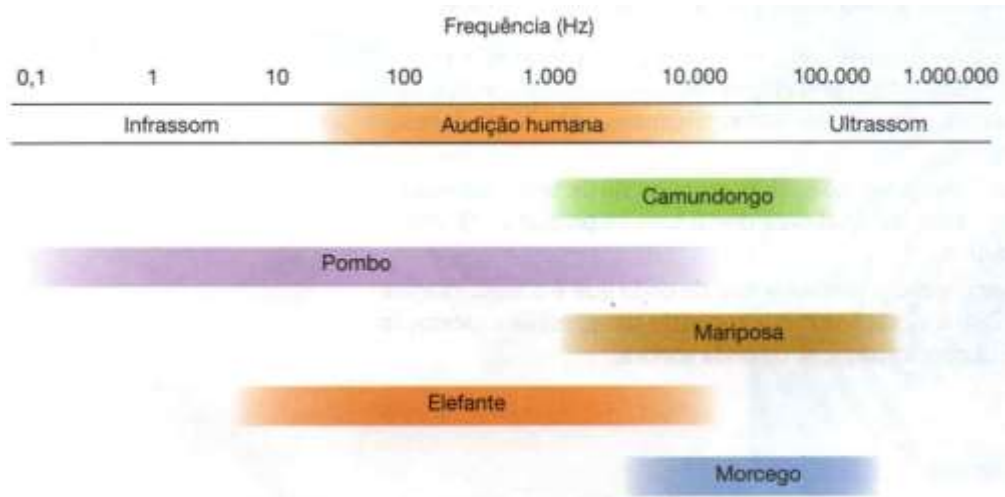 Frequência (Hz)
0,1 1 10 100 1.000 10.000 100.000 1.000.000
Infrassom Audição humana Ultrassom
Camundongo
Pombo
Mariposa
Elefante
Morcego